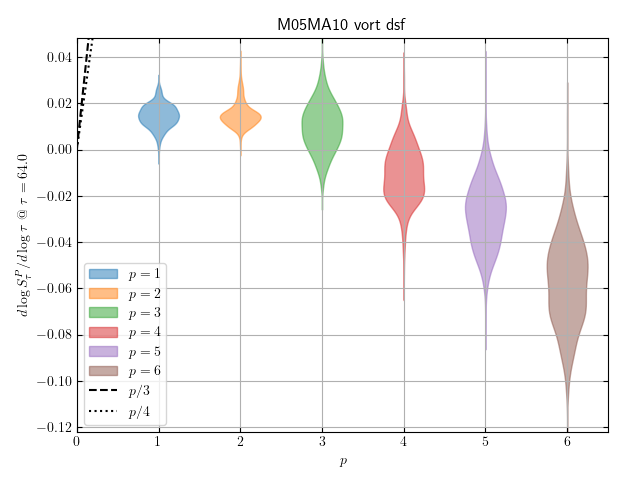 M05MA10 vort dsf
d log S_τ^P / d log τ @ τ = 64.0
0.04
0.02
0.00
−0.02
−0.04
−0.06
−0.08
−0.10
−0.12
p = 1
p = 2
p = 3
p = 4
p = 5
p = 6
p/3
p/4
0 1 2 3 4 5 6
p